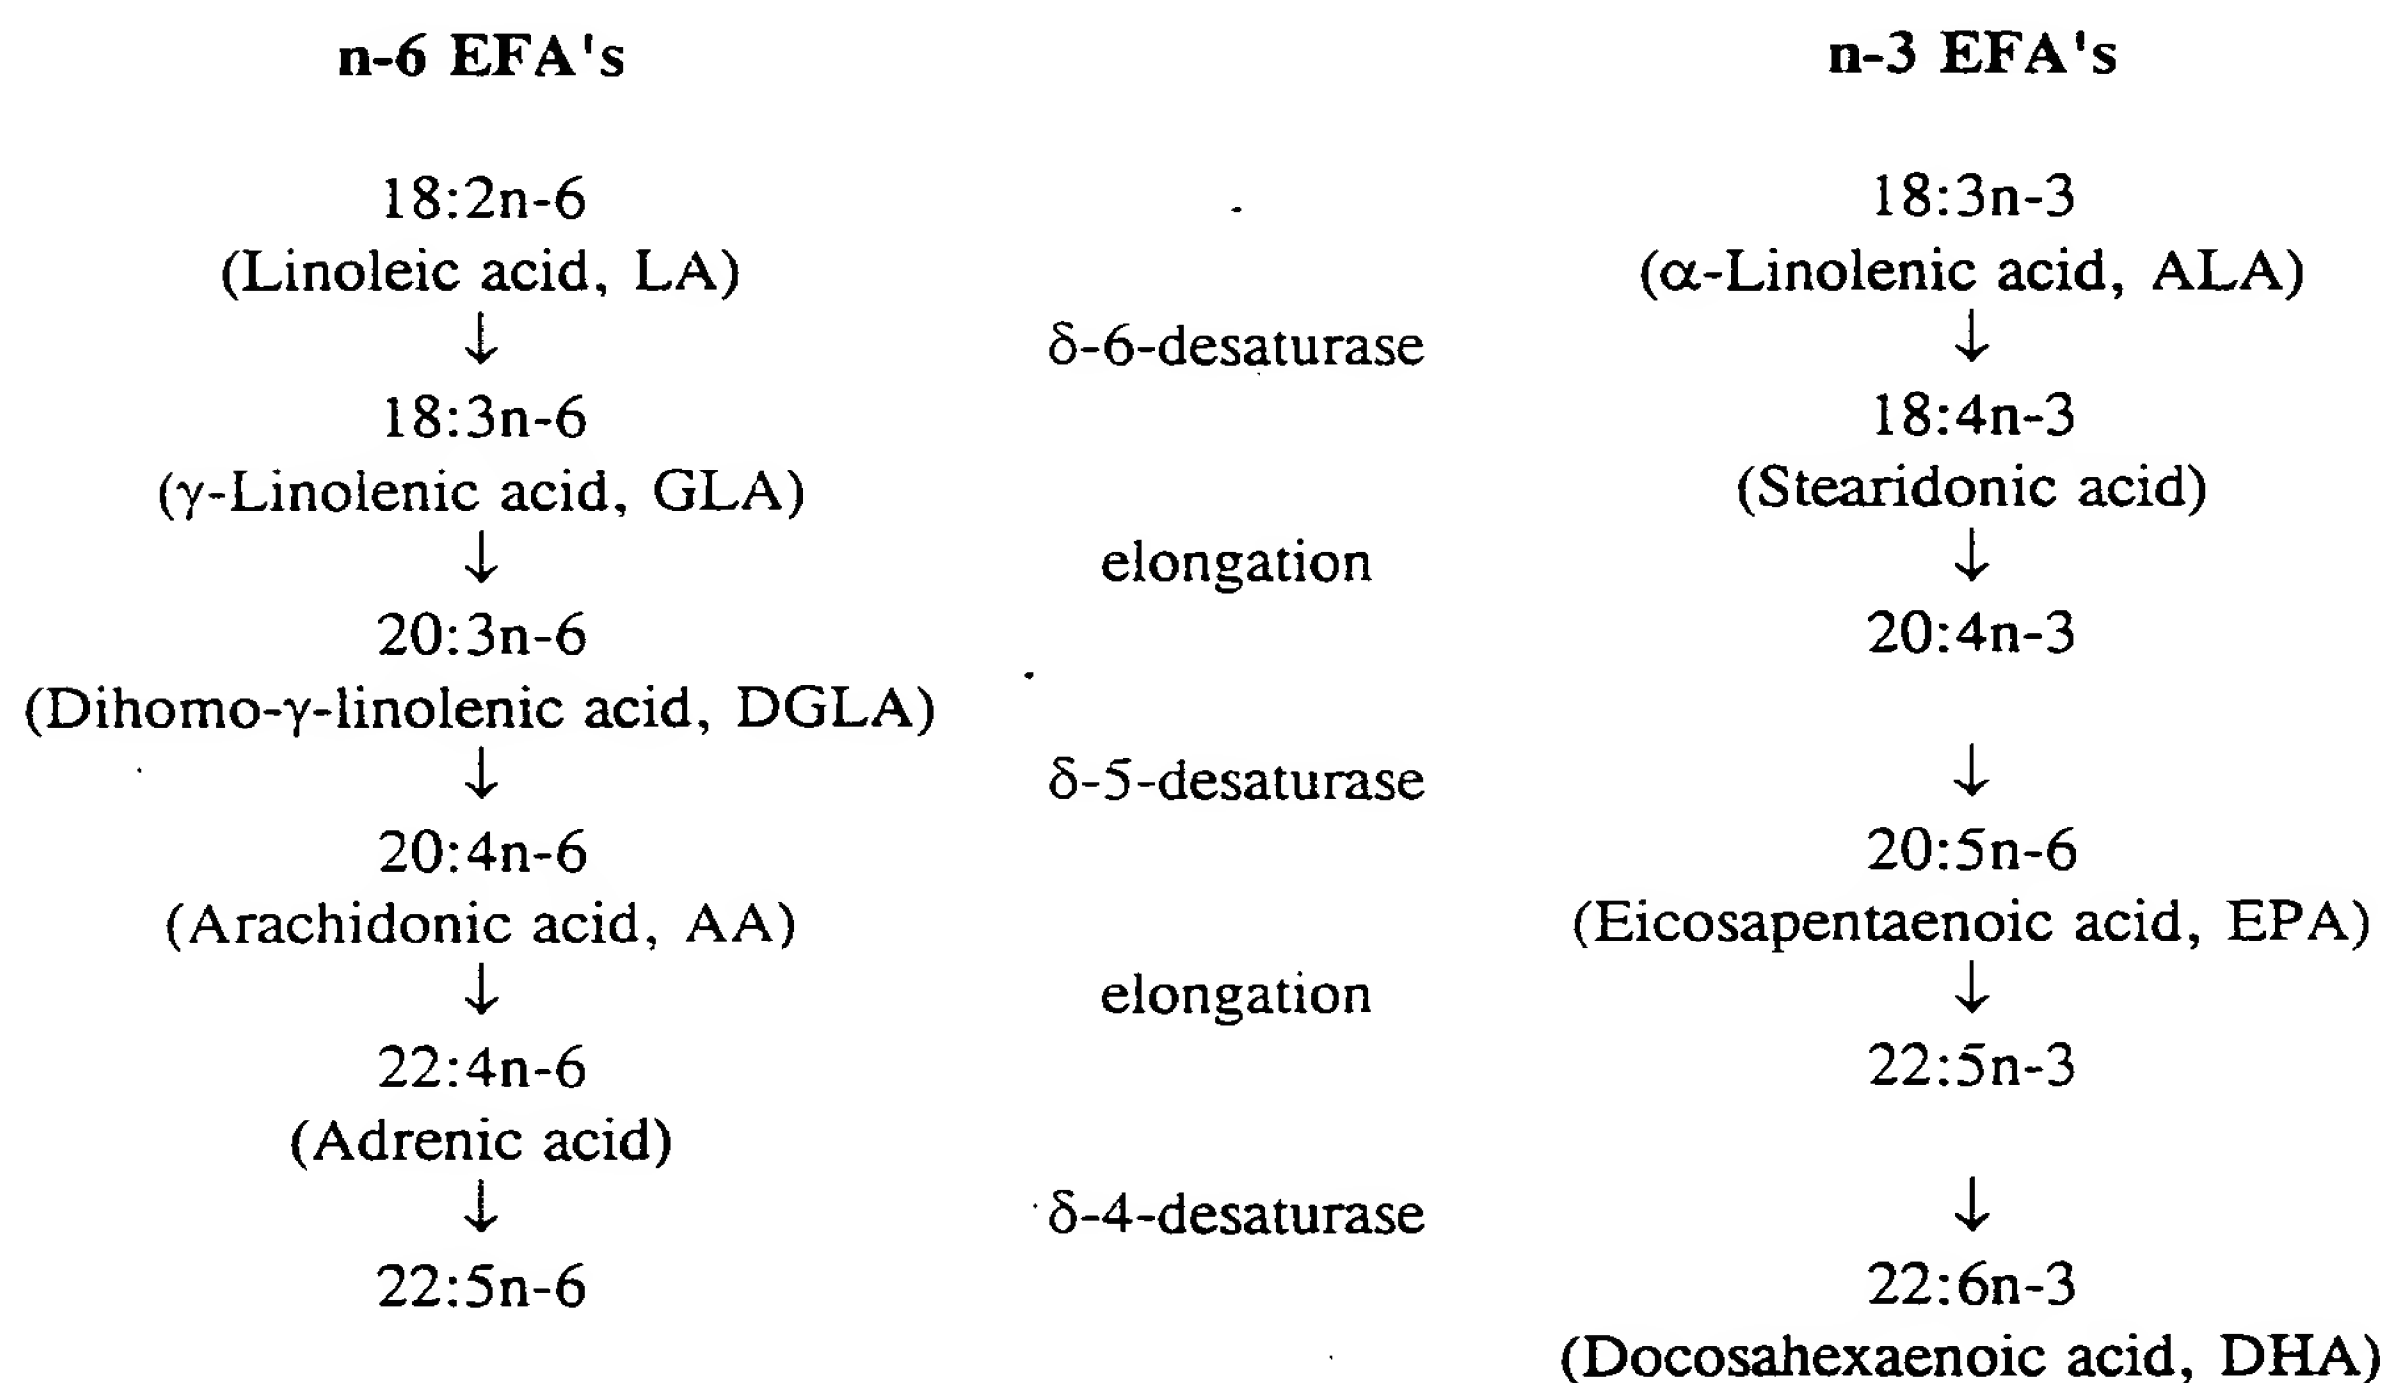 n-6 EFA's
n-3 EFA's
18:2n-6
18:3n-3
(Linoleic acid, LA)
(α-Linolenic acid, ALA)
↓
δ-6-desaturase
↓
18:3n-6
18:4n-3
(γ-Linolenic acid, GLA)
(Stearidonic acid)
↓
elongation
↓
20:3n-6
20:4n-3
(Dihomo-γ-linolenic acid, DGLA)
↓
δ-5-desaturase
↓
20:4n-6
20:5n-6
(Arachidonic acid, AA)
(Eicosapentaenoic acid, EPA)
↓
elongation
↓
22:4n-6
22:5n-3
(Adrenic acid)
↓
δ-4-desaturase
↓
22:5n-6
22:6n-3
(Docosahexaenoic acid, DHA)